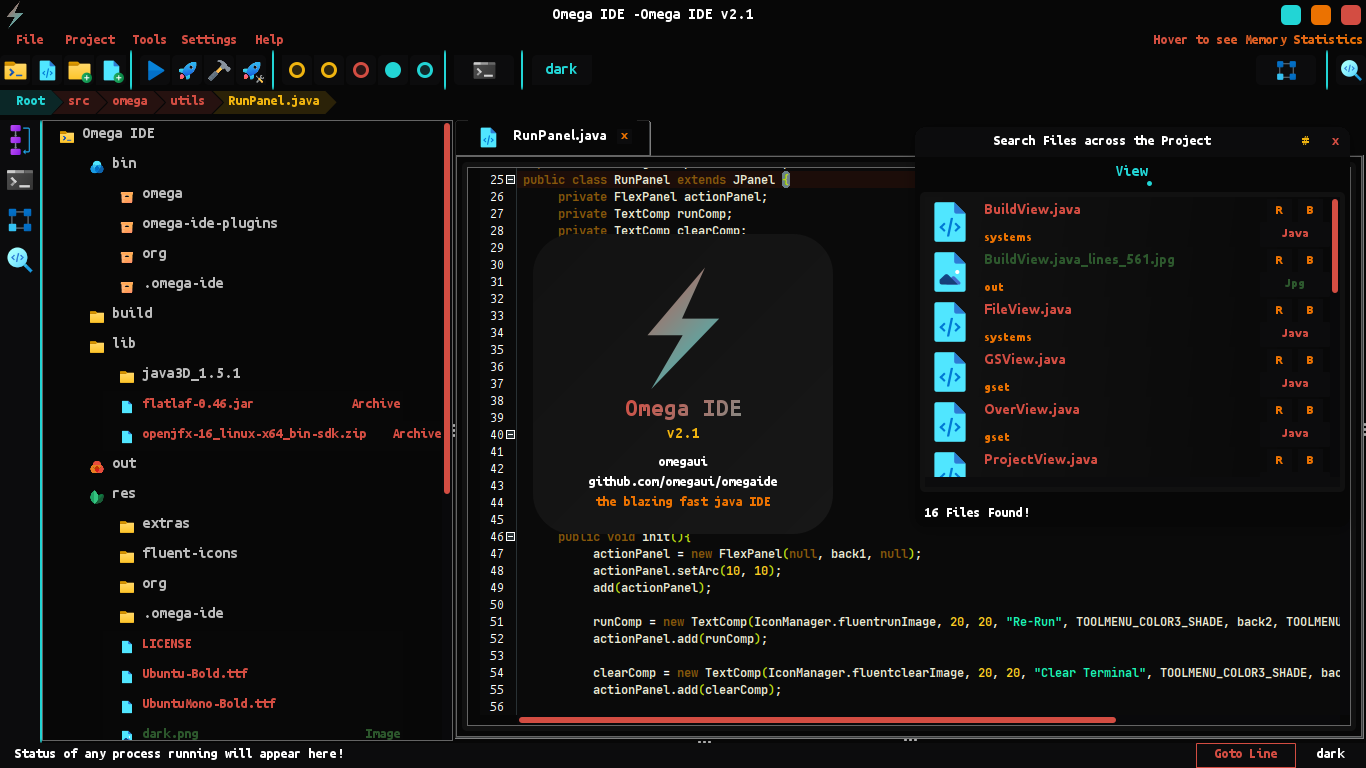 Omega IDE -Omega IDE v2.1
File Project Tools Settings Help
Hover to see Memory Statistics
dark
Root src omega utils RunPanel.java
Omega IDE
bin
omega
omega-ide-plugins
org
.omega-ide
build
lib
java3D_1.5.1
flatlaf-0.46.jar Archive
openjfx-16_linux-x64_bin-sdk.zip Archive
out
res
extras
fluent-icons
org
.omega-ide
LICENSE
Ubuntu-Bold.ttf
UbuntuMono-Bold.ttf
dark.png Image
RunPanel.java x
25 public class RunPanel extends JPanel {
26 private FlexPanel actionPanel;
27 private TextComp runComp;
28 private TextComp clearComp;
29
30
31
32
33
34
35
36
37
38
39
40
41
42
43
44
45
46 public void init(){
47 actionPanel = new FlexPanel(null, back1, null);
48 actionPanel.setArc(10, 10);
49 add(actionPanel);
50
51 runComp = new TextComp(IconManager.fluentrunImage, 20, 20, "Re-Run", TOOLMENU_COLOR3_SHADE, back2, TOOLMENU
52 actionPanel.add(runComp);
53
54 clearComp = new TextComp(IconManager.fluentclearImage, 20, 20, "Clear Terminal", TOOLMENU_COLOR3_SHADE, bac
55 actionPanel.add(clearComp);
56
Omega IDE
v2.1
omegaui
github.com/omegaui/omegaide
the blazing fast java IDE
Search Files across the Project # x
View
BuildView.java R B
systems Java
BuildView.java_lines_561.jpg R B
out Jpg
FileView.java R B
systems Java
GSView.java R B
gset Java
OverView.java R B
gset Java
ProjectView.java R B
16 Files Found!
Status of any process running will appear here!
Goto Line dark